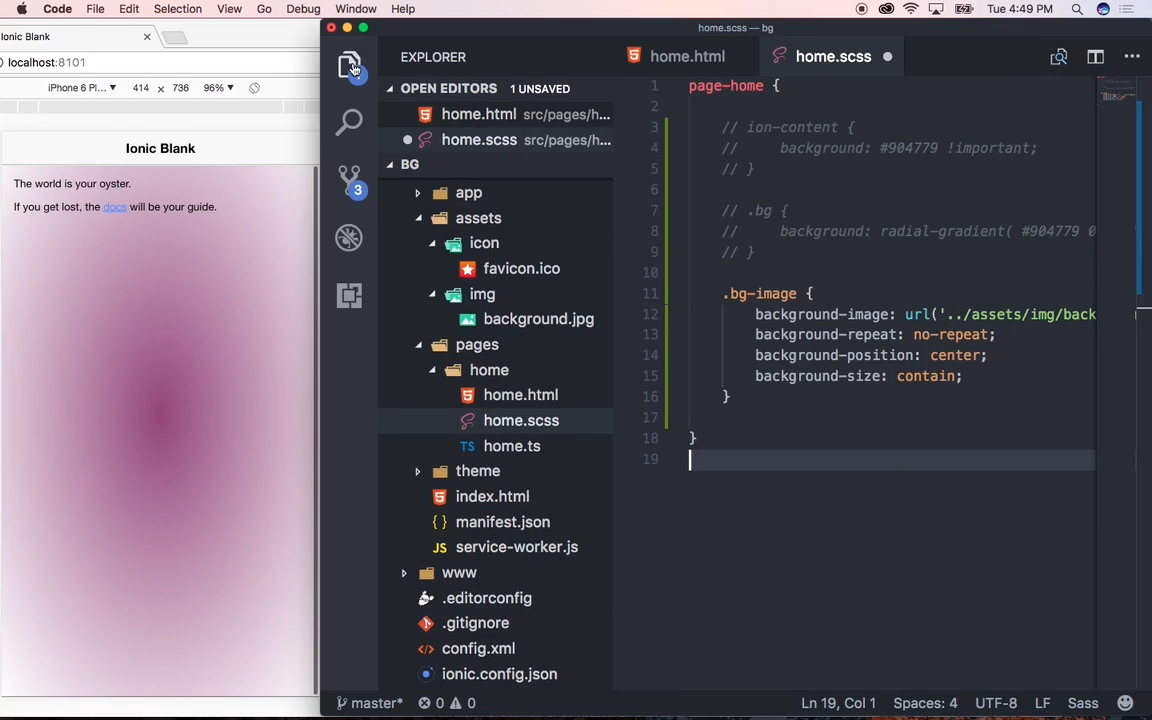 Code File Edit Selection View Go Debug Window Help Tue 4:49 PM
Ionic Blank
localhost:8101
iPhone 6 Pl... 414 x 736 96%
Ionic Blank
The world is your oyster.
If you get lost, the docs will be your guide.
home.scss — bg
EXPLORER
OPEN EDITORS 1 UNSAVED
home.html src/pages/h...
home.scss src/pages/h...
BG
app
assets
icon
favicon.ico
img
background.jpg
pages
home
home.html
home.scss
TS home.ts
theme
index.html
{ } manifest.json
JS service-worker.js
www
.editorconfig
.gitignore
config.xml
ionic.config.json
3
home.html home.scss
1 page-home {
2
3 // ion-content {
4 // background: #904779 !important;
5 // }
6
7 // .bg {
8 // background: radial-gradient( #904779 0
9 // }
10
11 .bg-image {
12 background-image: url('../assets/img/back
13 background-repeat: no-repeat;
14 background-position: center;
15 background-size: contain;
16 }
17
18 }
19
master* 0 0 Ln 19, Col 1 Spaces: 4 UTF-8 LF Sass